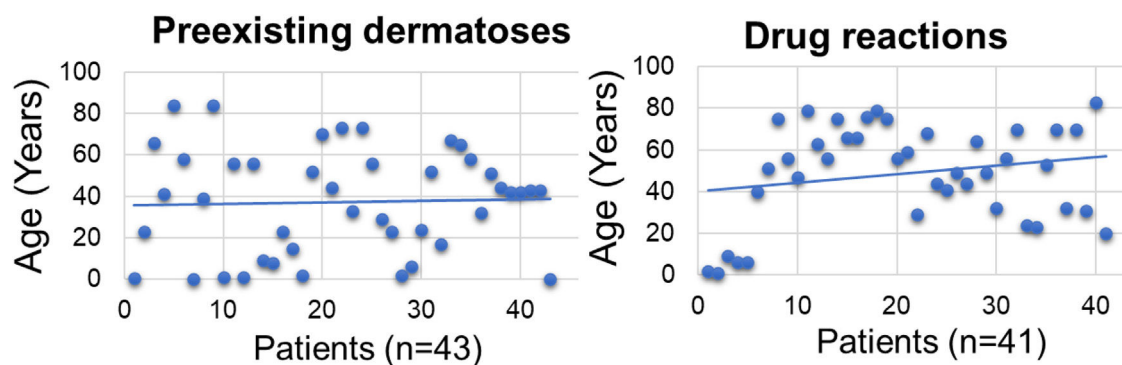 Preexisting dermatoses
Age (Years)
100
80
60
40
20
0
0 10 20 30 40
Patients (n=43)
Drug reactions
Age (Years)
100
80
60
40
20
0
0 10 20 30 40
Patients (n=41)